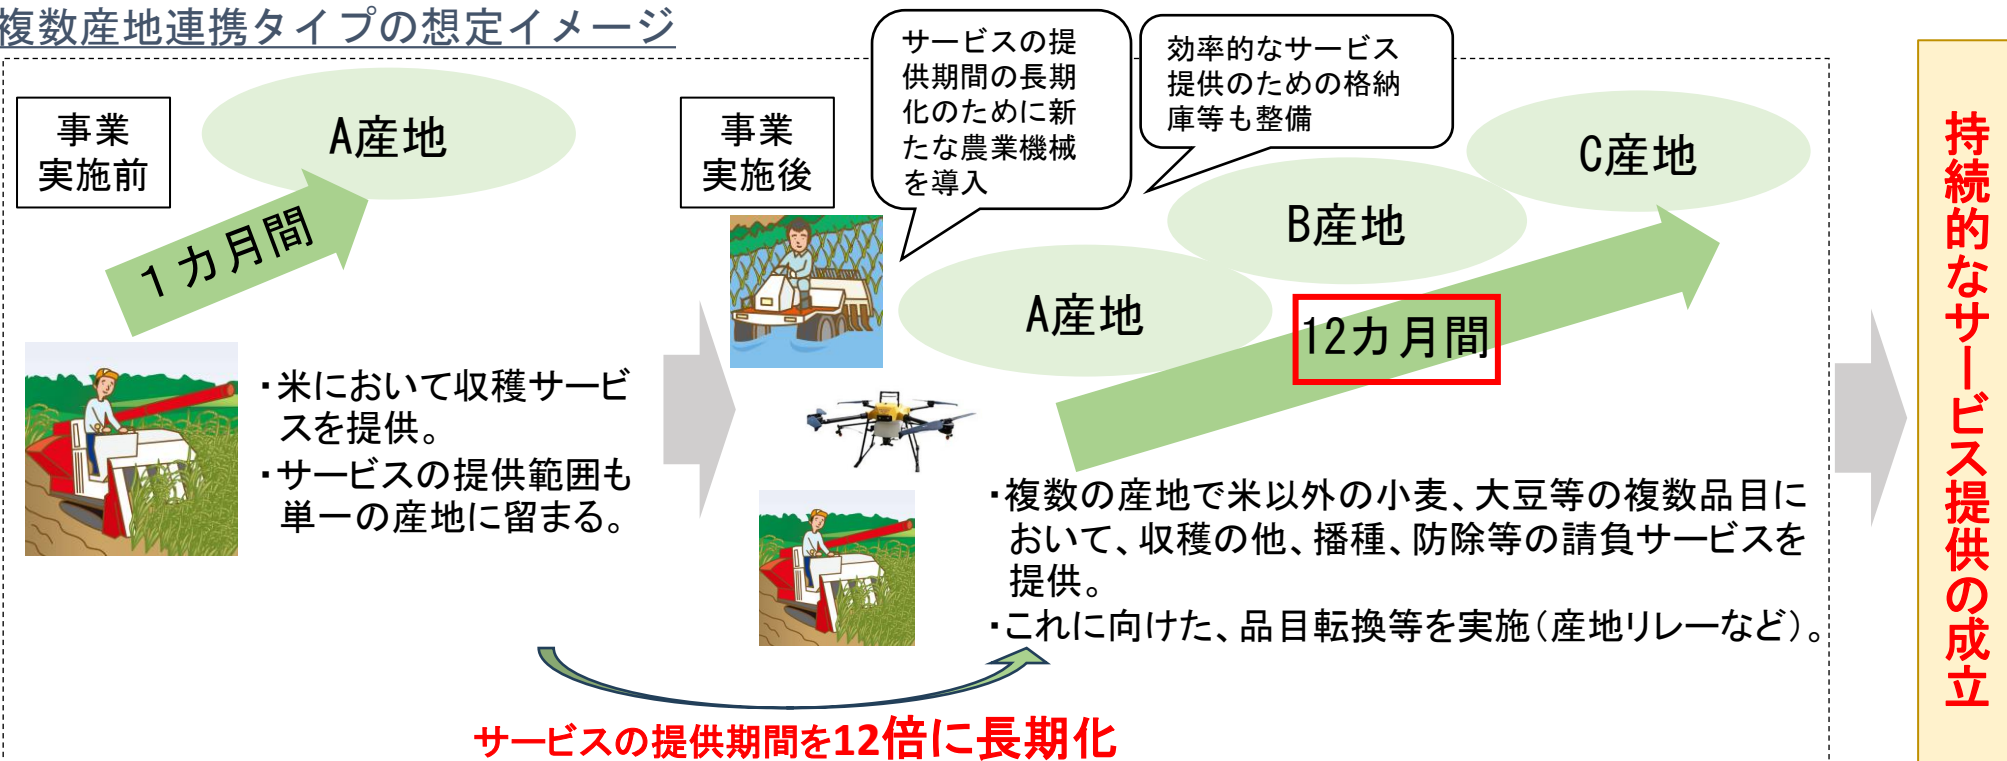 複数産地連携タイプの想定イメージ
事業
実施前
A産地
1カ月間
・米において収穫サービ
スを提供。
・サービスの提供範囲も
単一の産地に留まる。
事業
実施後
サービスの提
供期間の長期
化のために新
たな農業機械
を導入
効率的なサービス
提供のための格納
庫等も整備
A産地
B産地
C産地
12カ月間
・複数の産地で米以外の小麦、大豆等の複数品目に
おいて、収穫の他、播種、防除等の請負サービスを
提供。
・これに向けた、品目転換等を実施（産地リレーなど）。
サービスの提供期間を12倍に長期化
持続的なサービス提供の成立